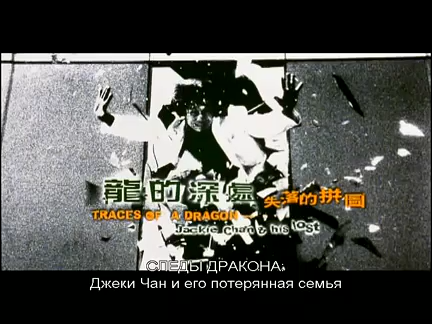 龍的深處 失落的拼圖
TRACES OF A DRAGON
Jackie Chan & his lost
СЛЕДЫ ДРАКОНА:
Джеки Чан и его потерянная семья